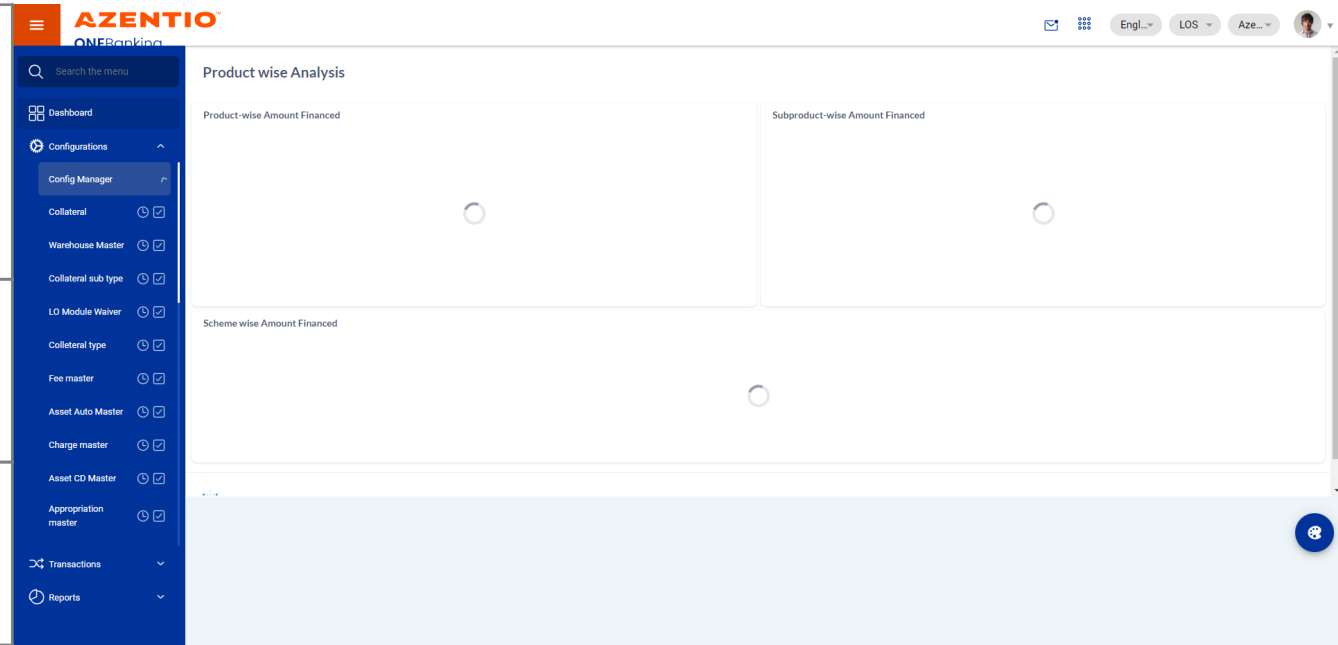 AZENTIO
ONEBanking
Engl...
LOS
Aze...
Search the menu
Dashboard
Configurations
Config Manager
Collateral
Warehouse Master
Collateral sub type
LO Module Waiver
Colleteral type
Fee master
Asset Auto Master
Charge master
Asset CD Master
Appropriation
master
Transactions
Reports
Product wise Analysis
Product-wise Amount Financed
Subproduct-wise Amount Financed
Scheme wise Amount Financed